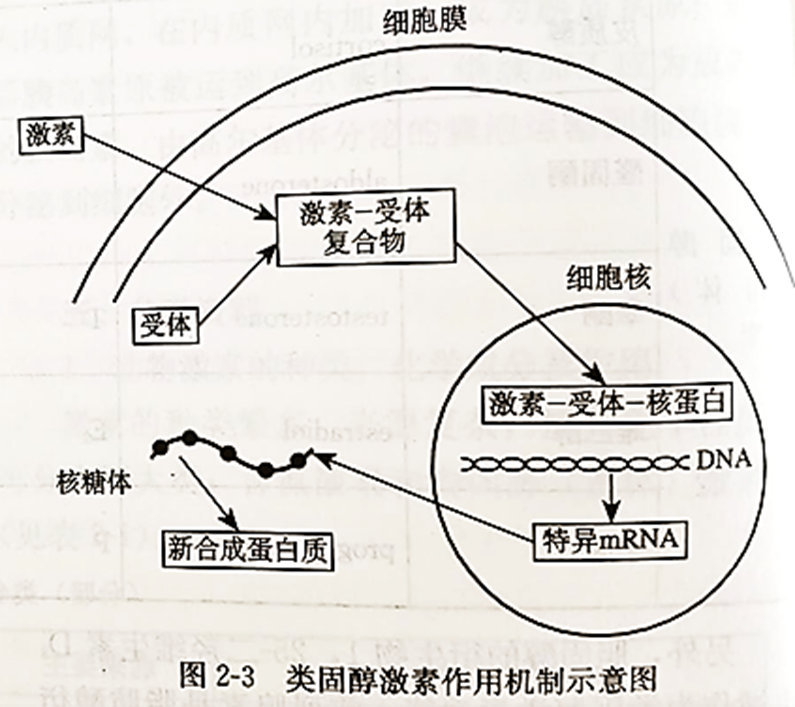 细胞膜
激素
激素-受体
复合物
受体
细胞核
激素-受体-核蛋白
DNA
核糖体
特异mRNA
新合成蛋白质
图 2-3 类固醇激素作用机制示意图